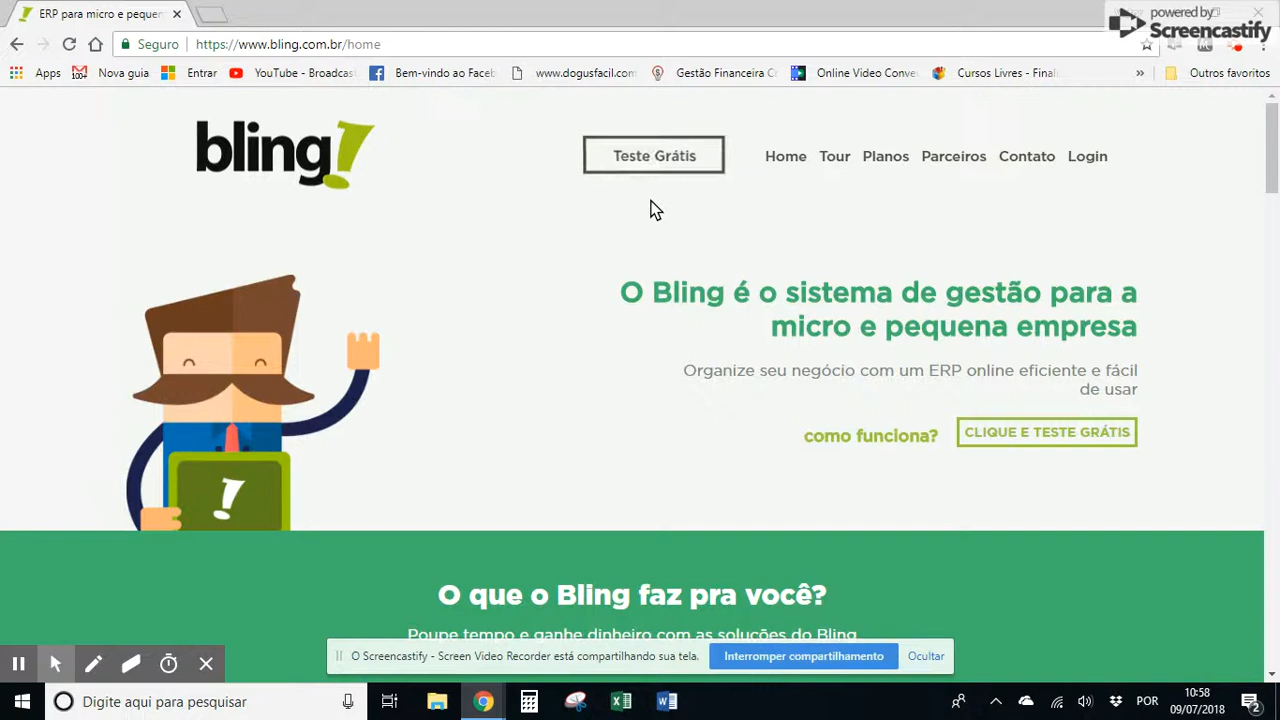 ERP para micro e pequen
powered by
Screencastify
Seguro
https://www.bling.com.br/home
Apps
Nova guia
Entrar
YouTube - Broadcast
Bem-vindo ao Faceb
www.dogusfacil.com
Gestão Financeira C
Online Video Conve
Cursos Livres - Final
»
Outros favoritos
bling!
Teste Grátis
Home
Tour
Planos
Parceiros
Contato
Login
O Bling é o sistema de gestão para a
micro e pequena empresa
Organize seu negócio com um ERP online eficiente e fácil
de usar
como funciona?
CLIQUE E TESTE GRÁTIS
!
O que o Bling faz pra você?
Poupe tempo e ganhe dinheiro com as soluções do Bling
O Screencastify - Screen Video Recorder está compartilhando sua tela.
Interromper compartilhamento
Ocultar
Digite aqui para pesquisar
POR
10:58
09/07/2018
2